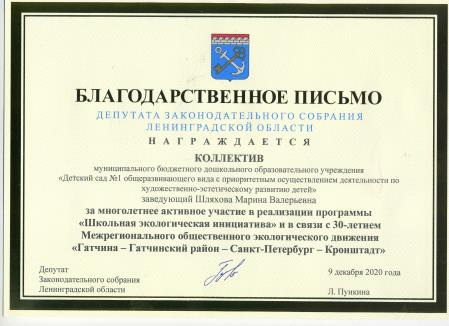 БЛАГОДАРСТВЕННОЕ ПИСЬМО
ДЕПУТАТА ЗАКОНОДАТЕЛЬНОГО СОБРАНИЯ
ЛЕНИНГРАДСКОЙ ОБЛАСТИ
НАГРАЖДАЕТСЯ
КОЛЛЕКТИВ
муниципального бюджетного дошкольного образовательного учреждения
«Детский сад №1 общеразвивающего вида с приоритетным осуществлением деятельности по
художественно-эстетическому развитию детей»
заведующий Шляхова Марина Валерьевна
за многолетнее активное участие в реализации программы
«Школьная экологическая инициатива» и в связи с 30-летием
Межрегионального общественного экологического движения
«Гатчина – Гатчинский район – Санкт-Петербург – Кронштадт»
Депутат
Законодательного собрания
Ленинградской области
9 декабря 2020 года
Л. Пункина